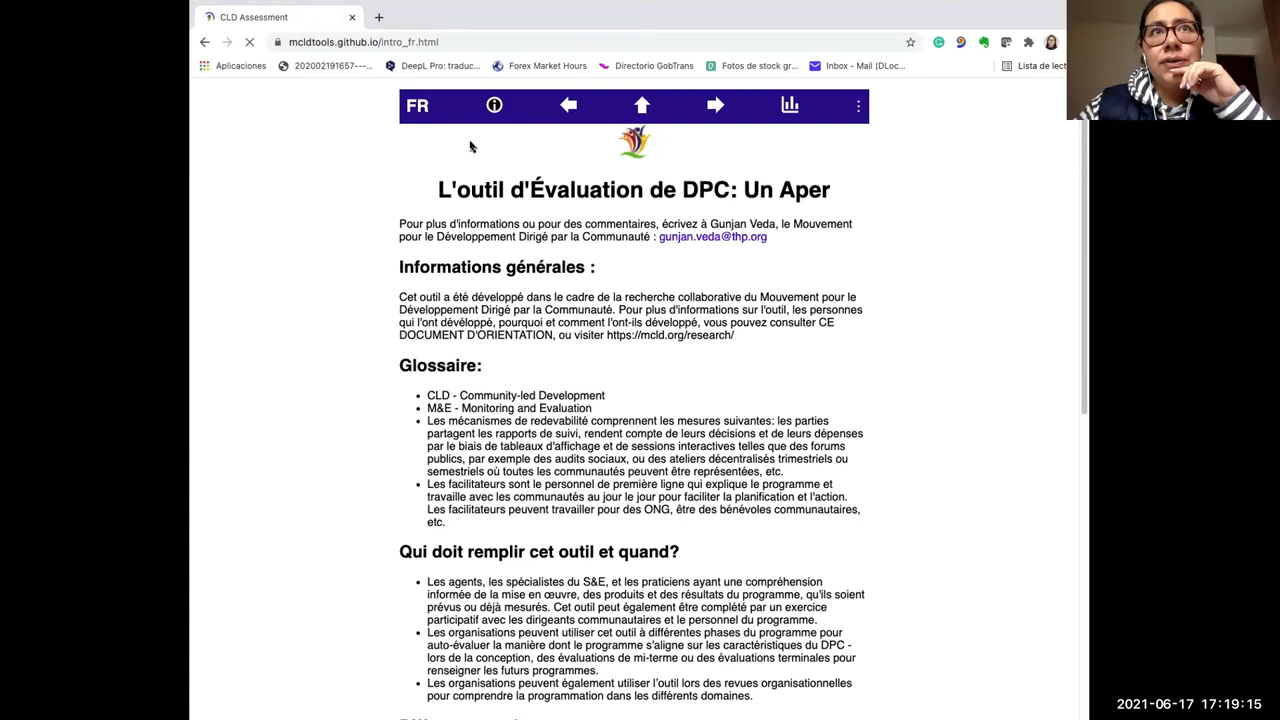 CLD Assessment
mcldtools.github.io/intro_fr.html
Aplicaciones
202002191657---...
DeepL Pro: traduc...
Forex Market Hours
Directorio GobTrans
Fotos de stock gr...
Inbox - Mail (DLoc...
Lista de lect
FR
L'outil d'Évaluation de DPC: Un Aper
Pour plus d'informations ou pour des commentaires, écrivez à Gunjan Veda, le Mouvement
pour le Développement Dirigé par la Communauté : gunjan.veda@thp.org
Informations générales :
Cet outil a été développé dans le cadre de la recherche collaborative du Mouvement pour le
Développement Dirigé par la Communauté. Pour plus d'informations sur l'outil, les personnes
qui l'ont dévéloppé, pourquoi et comment l'ont-ils développé, vous pouvez consulter CE
DOCUMENT D'ORIENTATION, ou visiter https://mcld.org/research/
Glossaire:
CLD - Community-led Development
M&E - Monitoring and Evaluation
Les mécanismes de redevabilité comprennent les mesures suivantes: les parties
partagent les rapports de suivi, rendent compte de leurs décisions et de leurs dépenses
par le biais de tableaux d'affichage et de sessions interactives telles que des forums
publics, par exemple des audits sociaux, ou des ateliers décentralisés trimestriels ou
semestriels où toutes les communautés peuvent être représentées, etc.
Les facilitateurs sont le personnel de première ligne qui explique le programme et
travaille avec les communautés au jour le jour pour faciliter la planification et l'action.
Les facilitateurs peuvent travailler pour des ONG, être des bénévoles communautaires,
etc.
Qui doit remplir cet outil et quand?
Les agents, les spécialistes du S&E, et les praticiens ayant une compréhension
informée de la mise en œuvre, des produits et des résultats du programme, qu'ils soient
prévus ou déjà mesurés. Cet outil peut également être complété par un exercice
participatif avec les dirigeants communautaires et le personnel du programme.
Les organisations peuvent utiliser cet outil à différentes phases du programme pour
auto-évaluer la manière dont le programme s'aligne sur les caractéristiques du DPC -
lors de la conception, des évaluations de mi-terme ou des évaluations terminales pour
renseigner les futurs programmes.
Les organisations peuvent également utiliser l'outil lors des revues organisationnelles
pour comprendre la programmation dans les différents domaines.
2021-06-17 17:19:15